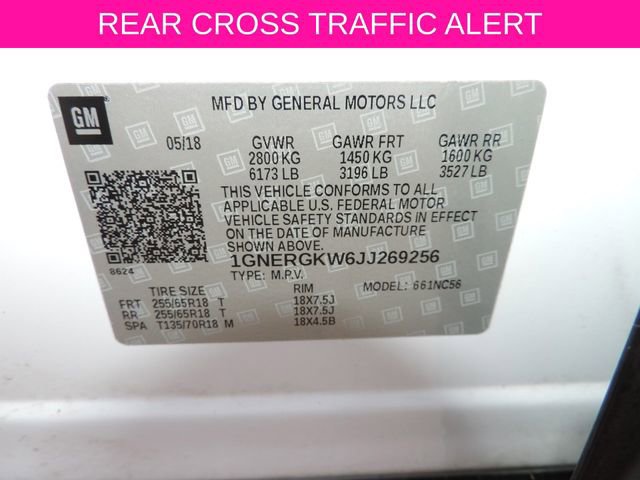 REAR CROSS TRAFFIC ALERT
GM
MFD BY GENERAL MOTORS LLC
05/18 GVWR GAWR FRT GAWR RR
2800 KG 1450 KG 1600 KG
6173 LB 3196 LB 3527 LB
THIS VEHICLE CONFORMS TO ALL
APPLICABLE U.S. FEDERAL MOTOR
VEHICLE SAFETY STANDARDS IN EFFECT
ON THE DATE OF MANUFACTURE
SHOWN ABOVE.
8624
1GNERGKW6JJ269256
TYPE: M.P.V. MODEL: 661NC56
TIRE SIZE RIM
FRT 255/65R18 T 18X7.5J
RR 255/65R18 T 18X7.5J
SPA T135/70R18 M 18X4.5B